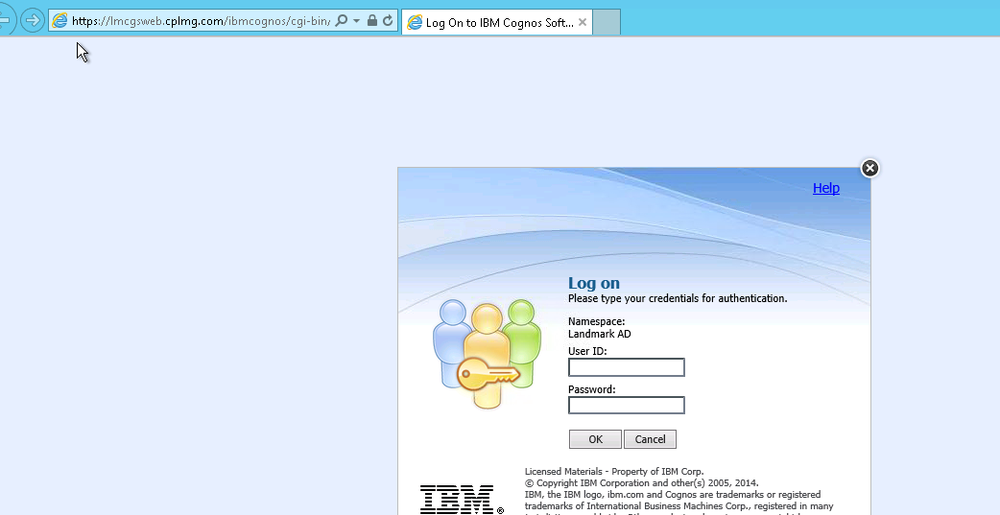 https://lmcgsweb.cplmg.com/ibmcognos/cgi-bin/
Log On to IBM Cognos Soft...
Help
Log on
Please type your credentials for authentication.
Namespace:
Landmark AD
User ID:
Password:
OK Cancel
Licensed Materials - Property of IBM Corp.
© Copyright IBM Corporation and other(s) 2005, 2014.
IBM, the IBM logo, ibm.com and Cognos are trademarks or registered
trademarks of International Business Machines Corp., registered in many
IBM®